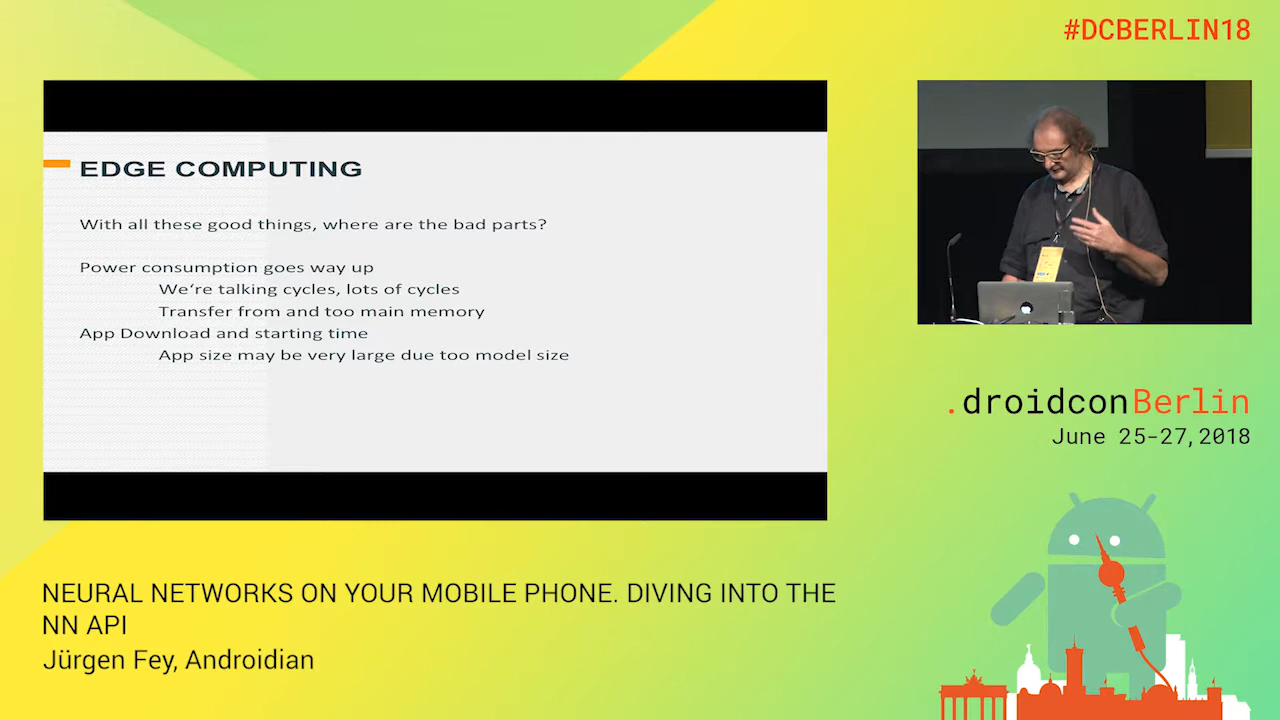 #DCBERLIN18
EDGE COMPUTING
With all these good things, where are the bad parts?
Power consumption goes way up
We're talking cycles, lots of cycles
Transfer from and too main memory
App Download and starting time
App size may be very large due too model size
.droidconBerlin
June 25-27,2018
NEURAL NETWORKS ON YOUR MOBILE PHONE. DIVING INTO THE
NN API
Jürgen Fey, Androidian